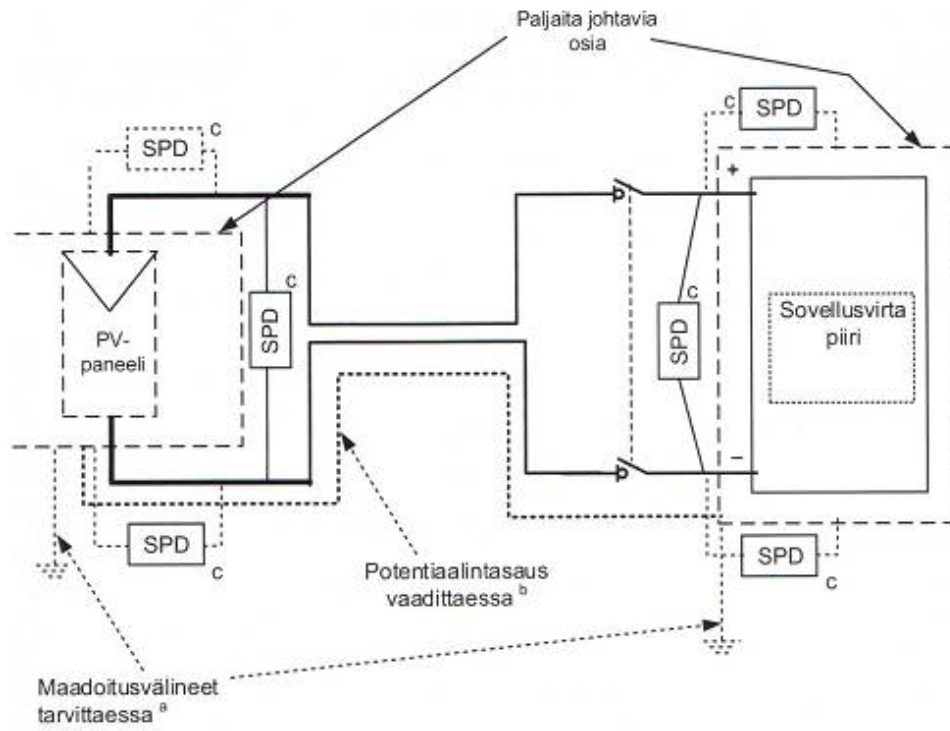 Paljaita johtavia
osia
c
SPD
c
SPD
+
c
SPD
c
SPD
PV-
paneeli
Sovellusvirta
piiri
–
SPD
c
SPD
c
Potentiaalintasaus
vaadittaessa b
Maadoitusvälineet
tarvittaessa a